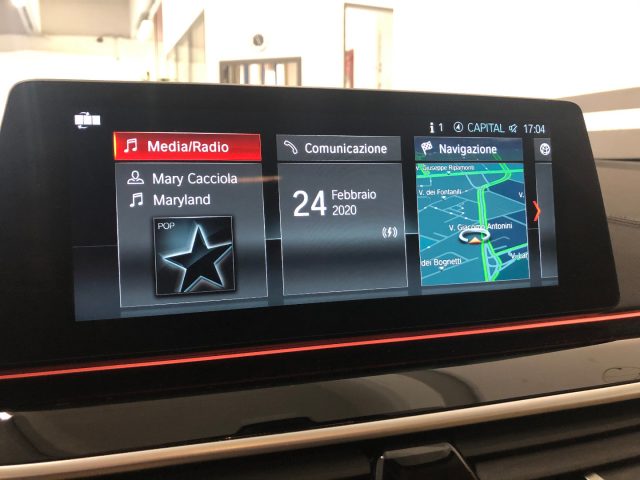 1 CAPITAL 17:04
Media/Radio
Mary Cacciola
Maryland
POP
Comunicazione
24 Febbraio
2020
Navigazione
V. Giuseppe Ripamonti
V. dei Fontanili
V. Giacomo Antonini
dei Bognetti